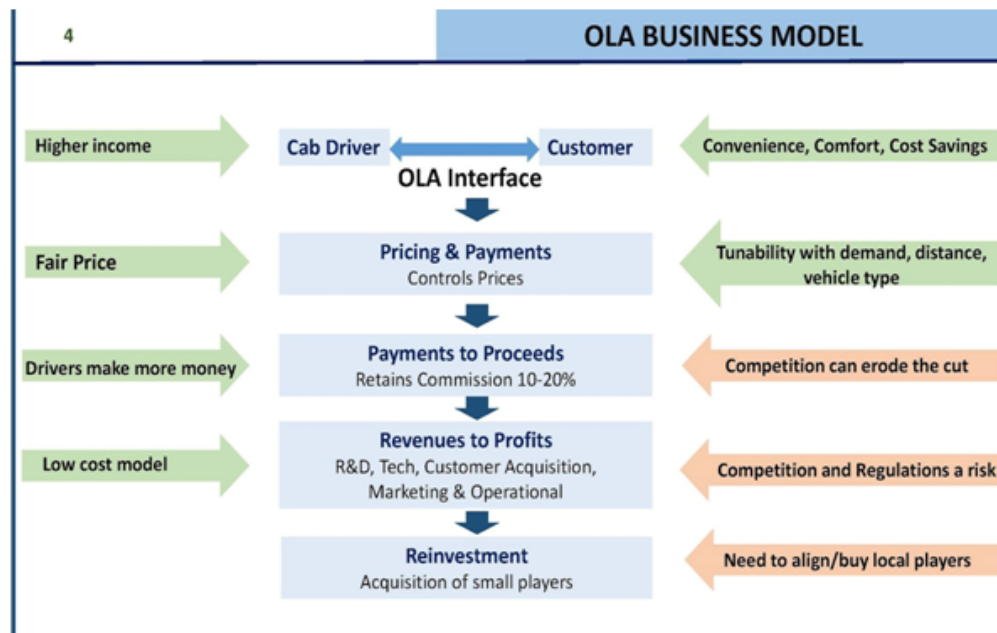 4
OLA BUSINESS MODEL
Higher income
Cab Driver
Customer
Convenience, Comfort, Cost Savings
OLA Interface
Fair Price
Pricing & Payments
Controls Prices
Tunability with demand, distance,
vehicle type
Drivers make more money
Payments to Proceeds
Retains Commission 10-20%
Competition can erode the cut
Low cost model
Revenues to Profits
R&D, Tech, Customer Acquisition,
Marketing & Operational
Competition and Regulations a risk
Reinvestment
Acquisition of small players
Need to align/buy local players